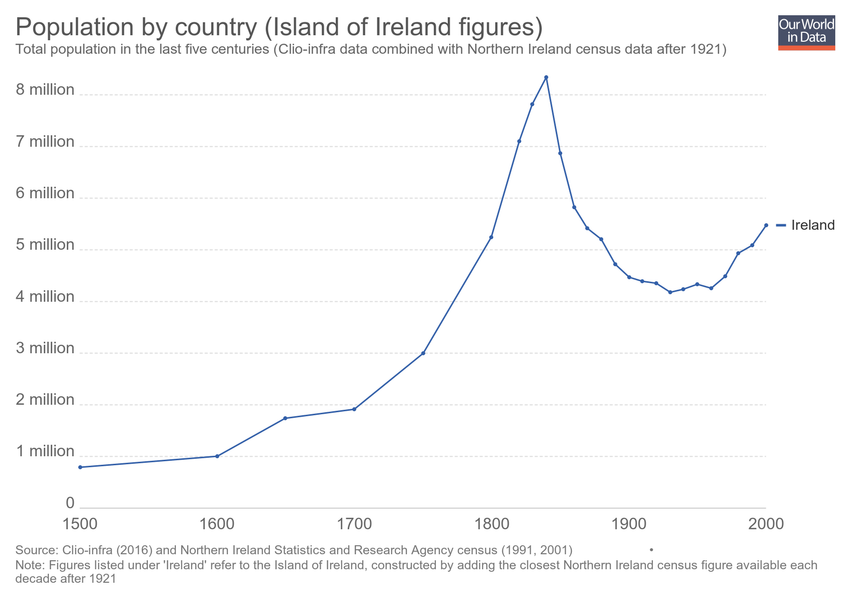 Population by country (Island of Ireland figures)
Our World
in Data
Total population in the last five centuries (Clio-infra data combined with Northern Ireland census data after 1921)
8 million
7 million
6 million
5 million
4 million
3 million
2 million
1 million
0
Ireland
1500 1600 1700 1800 1900 2000
Source: Clio-infra (2016) and Northern Ireland Statistics and Research Agency census (1991, 2001) •
Note: Figures listed under 'Ireland' refer to the Island of Ireland, constructed by adding the closest Northern Ireland census figure available each
decade after 1921